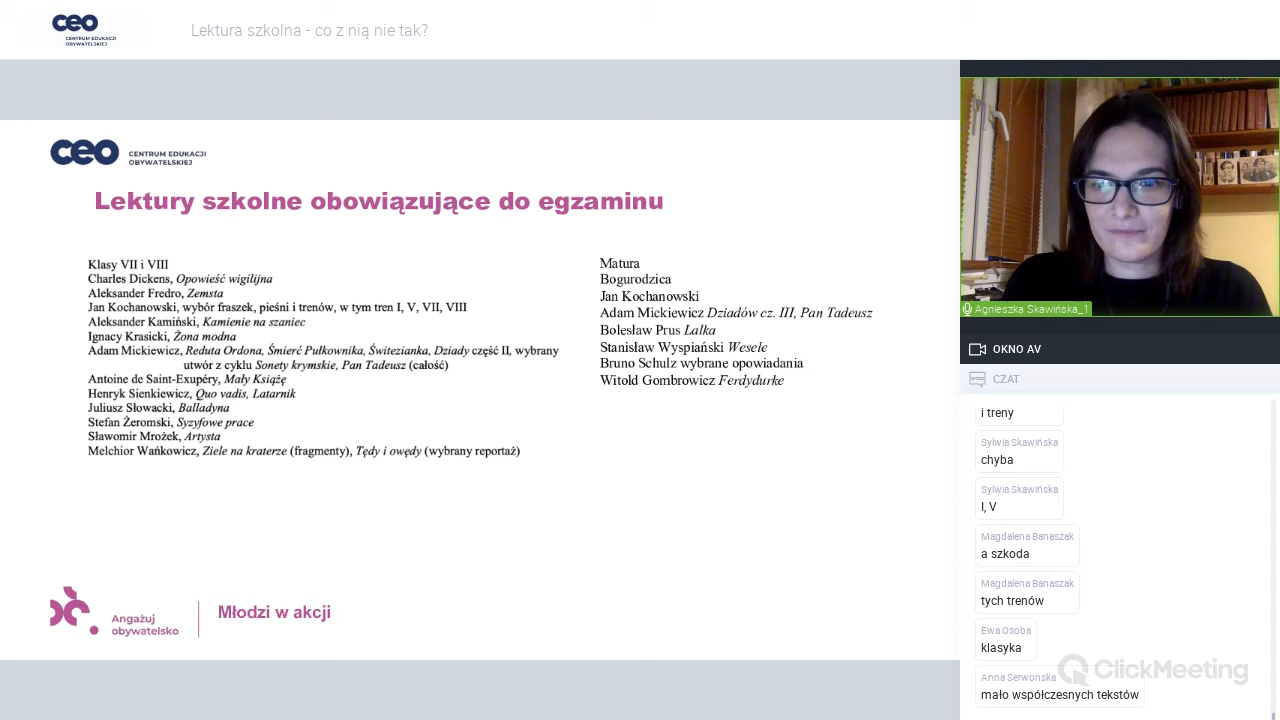 ceo
CENTRUM EDUKACJI
OBYWATELSKIEJ
Lektura szkolna - co z nią nie tak?
ceo
CENTRUM EDUKACJI
OBYWATELSKIEJ
Lektury szkolne obowiązujące do egzaminu
Klasy VII i VIII
Charles Dickens, Opowieść wigilijna
Aleksander Fredro, Zemsta
Jan Kochanowski, wybór fraszek, pieśni i trenów, w tym tren I, V, VII, VIII
Aleksander Kamiński, Kamienie na szaniec
Ignacy Krasicki, Żona modna
Adam Mickiewicz, Reduta Ordona, Śmierć Pułkownika, Świtezianka, Dziady część II, wybrany
utwór z cyklu Sonety krymskie, Pan Tadeusz (całość)
Antoine de Saint-Exupéry, Mały Książę
Henryk Sienkiewicz, Quo vadis, Latarnik
Juliusz Słowacki, Balladyna
Stefan Żeromski, Syzyfowe prace
Sławomir Mrożek, Artysta
Melchior Wańkowicz, Ziele na kraterze (fragmenty), Tędy i owędy (wybrany reportaż)
Matura
Bogurodzica
Jan Kochanowski
Adam Mickiewicz Dziadów cz. III, Pan Tadeusz
Bolesław Prus Lalka
Stanisław Wyspiański Wesele
Bruno Schulz wybrane opowiadania
Witold Gombrowicz Ferdydurke
Angażuj
obywatelsko
Młodzi w akcji
Agnieszka Skawińska_1
OKNO AV
CZAT
i treny
Sylwia Skawińska
chyba
Sylwia Skawińska
I, V
Magdalena Banaszak
a szkoda
Magdalena Banaszak
tych trenów
Ewa Osoba
klasyka
Anna Serwonska
mało współczesnych tekstów
ClickMeeting